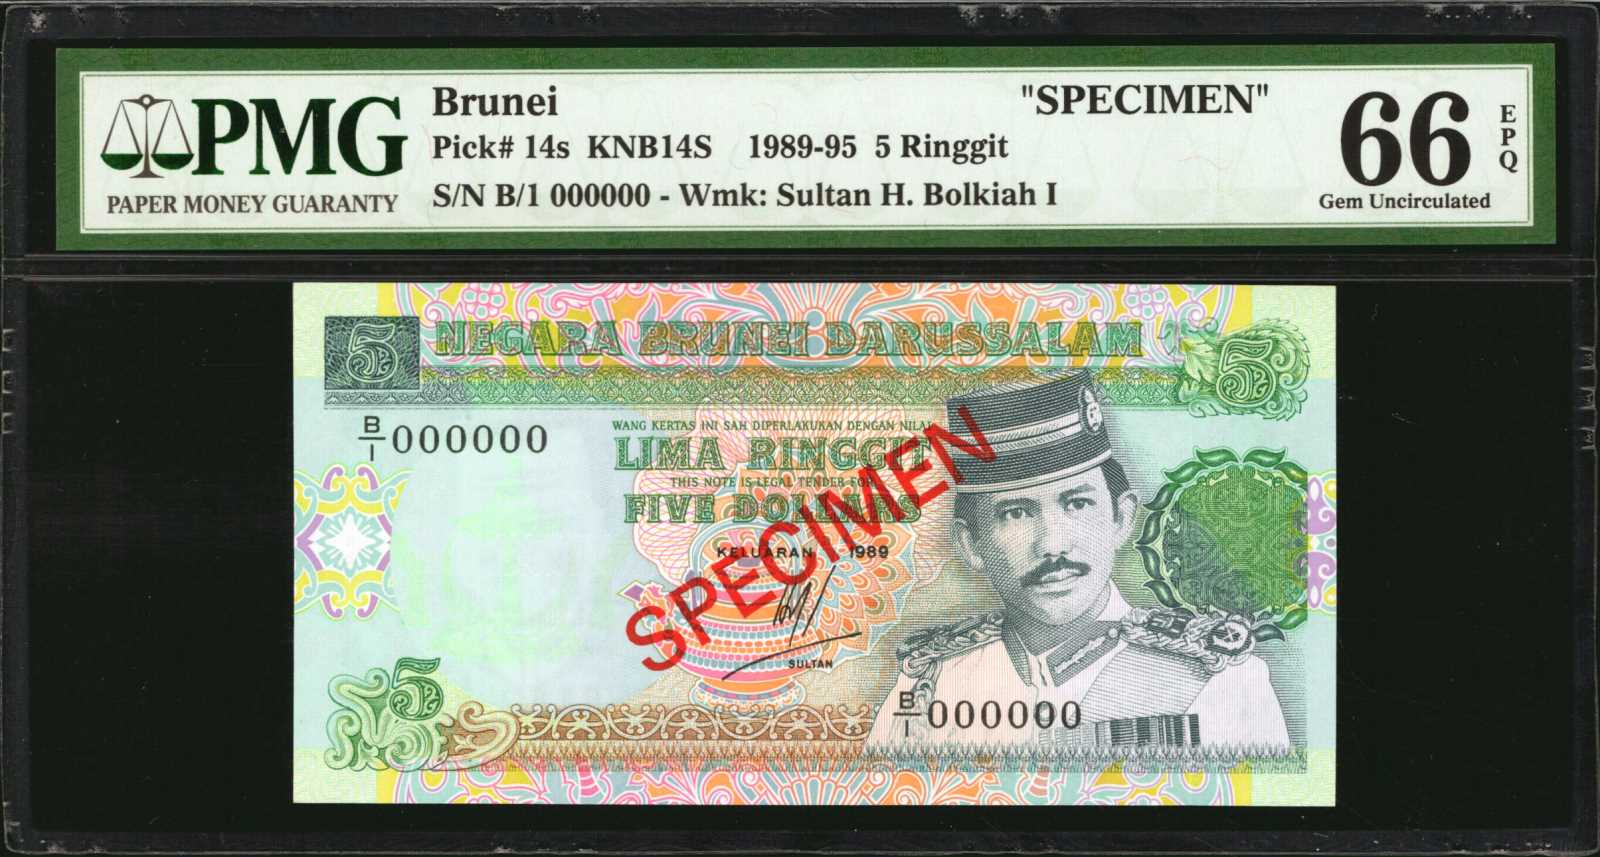 PMG
PAPER MONEY GUARANTY
Brunei "SPECIMEN"
Pick# 14s KNB14S 1989-95 5 Ringgit
S/N B/1 000000 - Wmk: Sultan H. Bolkiah I
66
EPQ
Gem Uncirculated
5 NEGARA BRUNEI DARUSSALAM 5
B/1 000000
WANG KERTAS INI SAH DIPERLAKUKAN DENGAN NILAI
LIMA RINGGIT
THIS NOTE IS LEGAL TENDER FOR
FIVE DOLLARS
KELUARAN 1989
SPECIMEN
SULTAN
5
B/1 000000